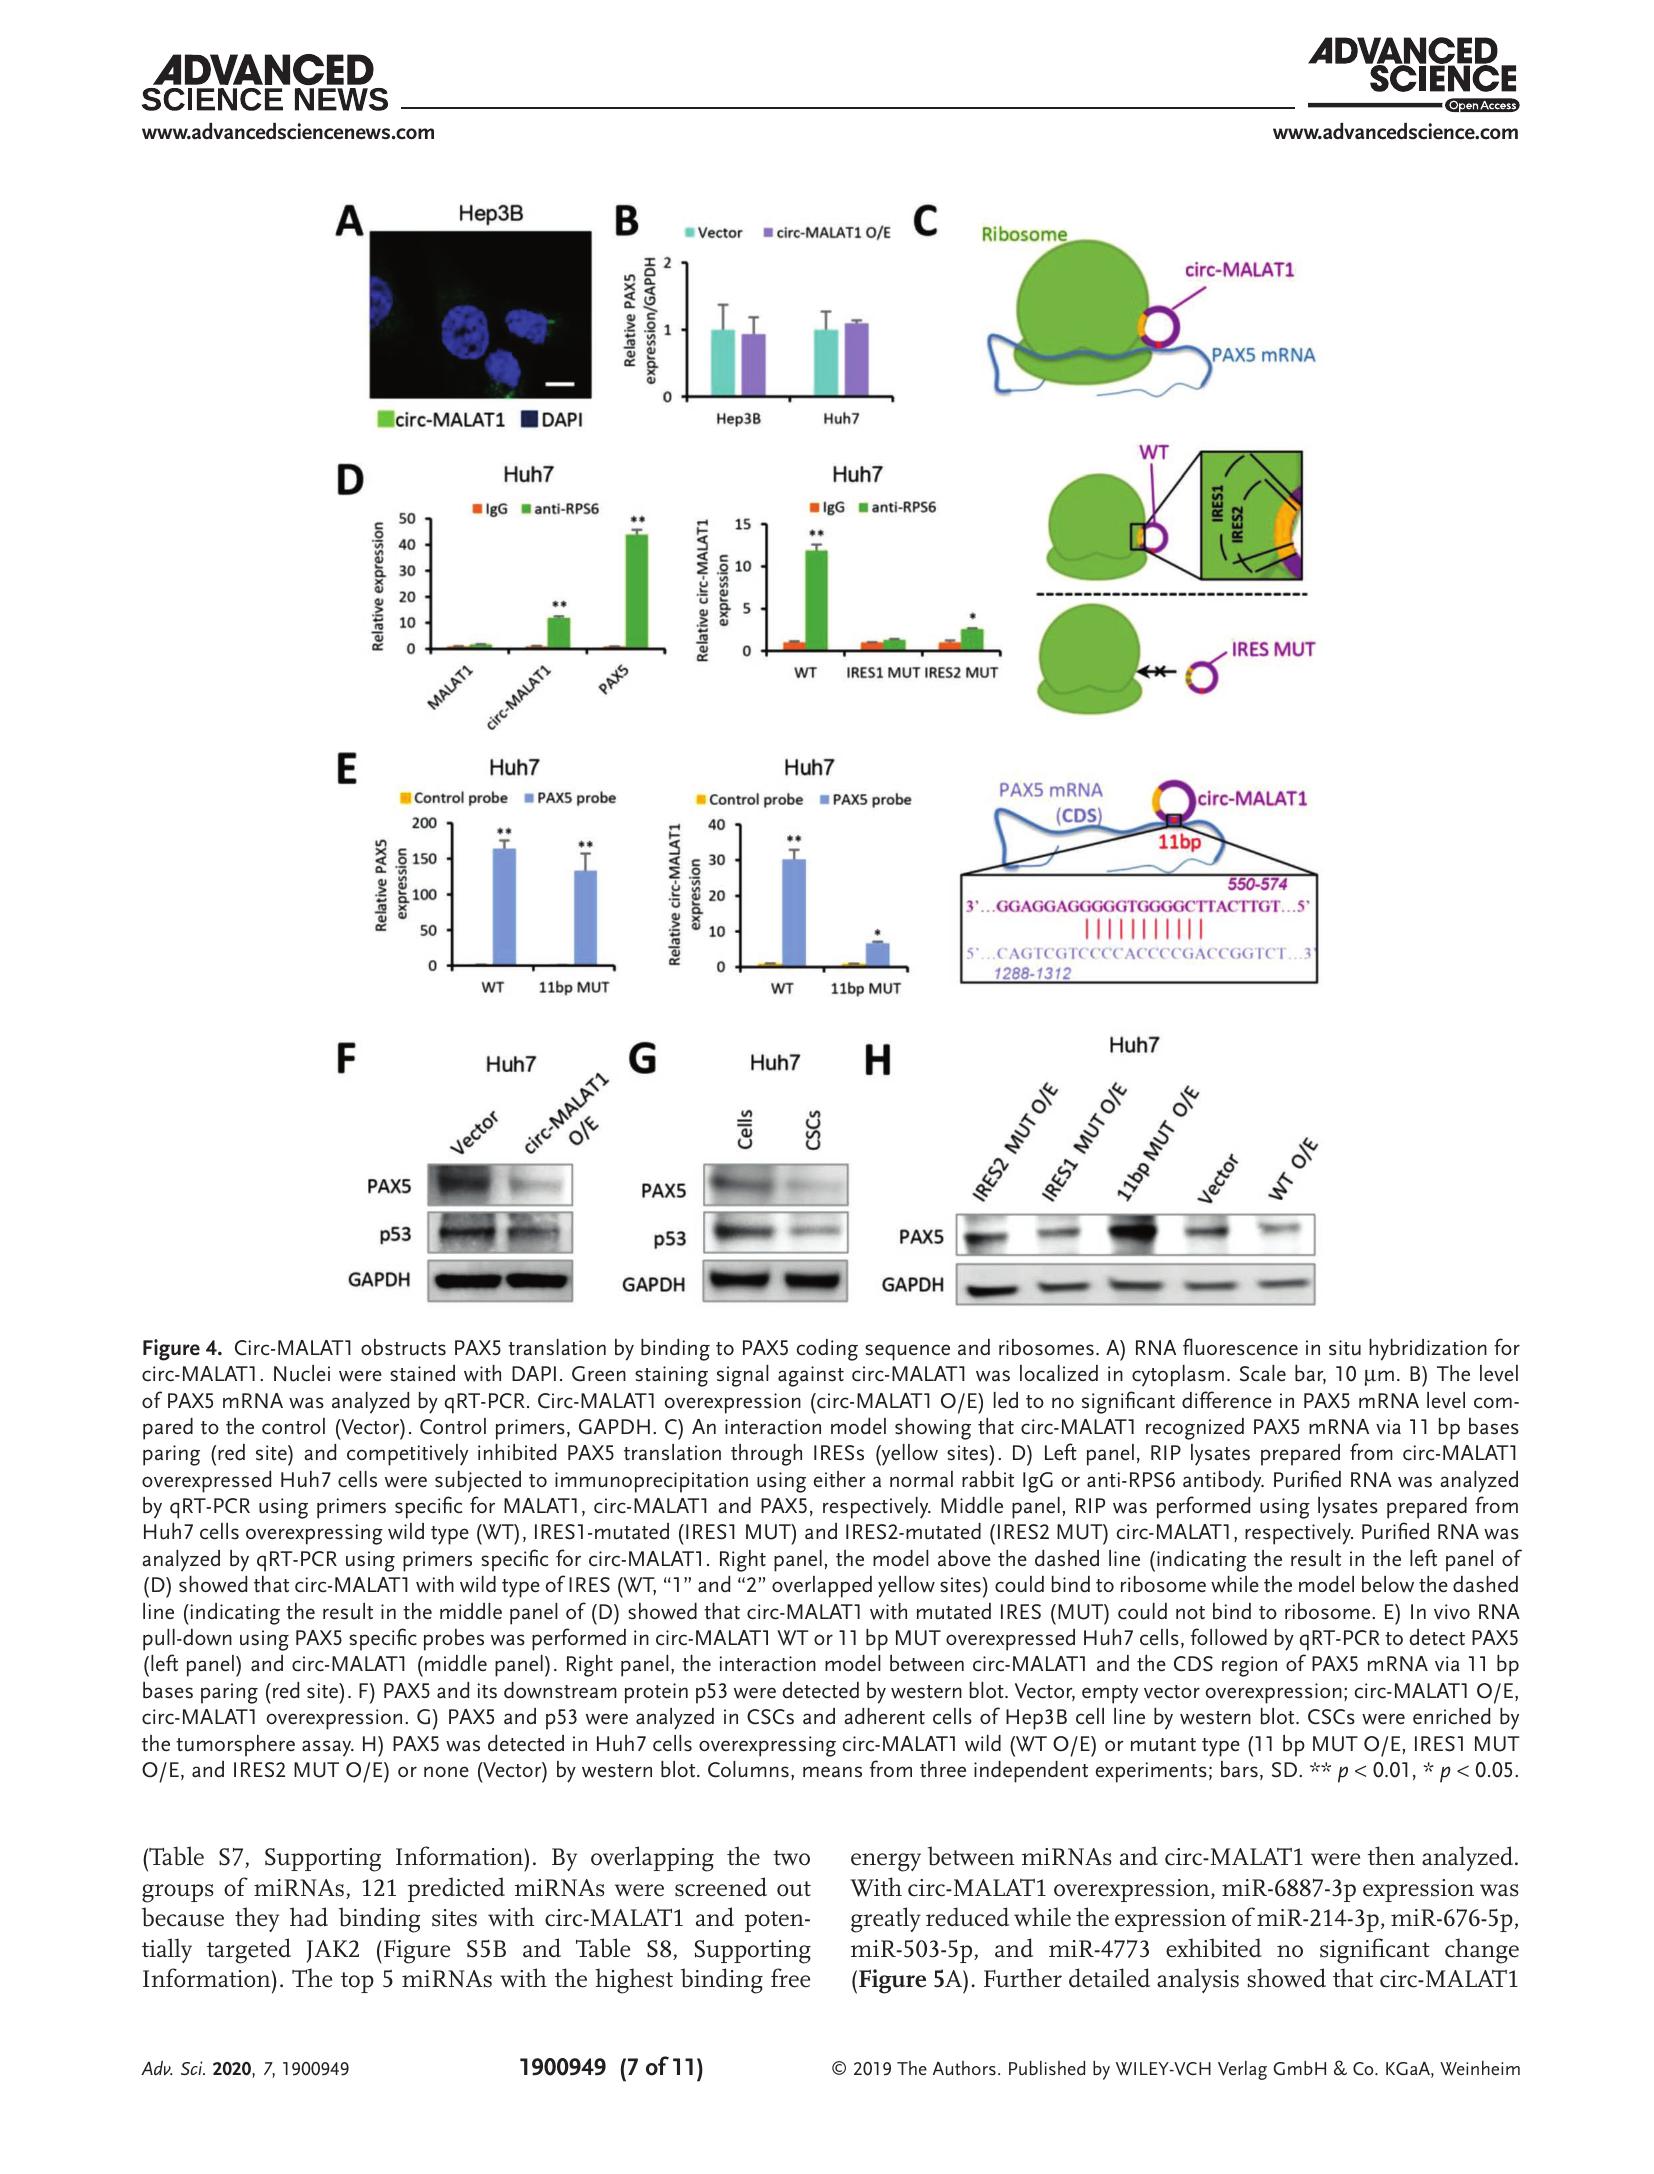 ADVANCED
SCIENCE NEWS
www.advancedsciencenews.com
ADVANCED
SCIENCE
Open Access
www.advancedscience.com
A
Hep3B
circ-MALAT1 DAPI
B
Vector circ-MALAT1 O/E
Relative PAX5
expression/GAPDH
2
1
0
Hep3B Huh7
C
Ribosome
circ-MALAT1
PAX5 mRNA
D
Huh7
IgG anti-RPS6
Relative expression
50
40
30
20
10
0
**
**
MALAT1
circ-MALAT1
PAX5
Huh7
IgG anti-RPS6
Relative circ-MALAT1
expression
15
10
5
0
**
*
WT IRES1 MUT IRES2 MUT
WT
IRES1
IRES2
IRES MUT
E
Huh7
Control probe PAX5 probe
Relative PAX5
expression
200
150
100
50
0
**
**
WT 11bp MUT
Huh7
Control probe PAX5 probe
Relative circ-MALAT1
expression
40
30
20
10
0
**
*
WT 11bp MUT
PAX5 mRNA
(CDS)
circ-MALAT1
11bp
550-574
3’...GGAGGAGGGGGTGGGGCTTACTTGT...5’
5’...CAGTCGTCCCCACCCCGACCGGTCT...3’
1288-1312
F
Huh7
Vector
circ-MALAT1
O/E
PAX5
p53
GAPDH
G
Huh7
Cells
CSCs
PAX5
p53
GAPDH
H
Huh7
IRES2 MUT O/E
IRES1 MUT O/E
11bp MUT O/E
Vector
WT O/E
PAX5
GAPDH
Figure 4. Circ-MALAT1 obstructs PAX5 translation by binding to PAX5 coding sequence and ribosomes. A) RNA fluorescence in situ hybridization for
circ-MALAT1. Nuclei were stained with DAPI. Green staining signal against circ-MALAT1 was localized in cytoplasm. Scale bar, 10 μm. B) The level
of PAX5 mRNA was analyzed by qRT-PCR. Circ-MALAT1 overexpression (circ-MALAT1 O/E) led to no significant difference in PAX5 mRNA level com-
pared to the control (Vector). Control primers, GAPDH. C) An interaction model showing that circ-MALAT1 recognized PAX5 mRNA via 11 bp bases
paring (red site) and competitively inhibited PAX5 translation through IRESs (yellow sites). D) Left panel, RIP lysates prepared from circ-MALAT1
overexpressed Huh7 cells were subjected to immunoprecipitation using either a normal rabbit IgG or anti-RPS6 antibody. Purified RNA was analyzed
by qRT-PCR using primers specific for MALAT1, circ-MALAT1 and PAX5, respectively. Middle panel, RIP was performed using lysates prepared from
Huh7 cells overexpressing wild type (WT), IRES1-mutated (IRES1 MUT) and IRES2-mutated (IRES2 MUT) circ-MALAT1, respectively. Purified RNA was
analyzed by qRT-PCR using primers specific for circ-MALAT1. Right panel, the model above the dashed line (indicating the result in the left panel of
(D) showed that circ-MALAT1 with wild type of IRES (WT, “1” and “2” overlapped yellow sites) could bind to ribosome while the model below the dashed
line (indicating the result in the middle panel of (D) showed that circ-MALAT1 with mutated IRES (MUT) could not bind to ribosome. E) In vivo RNA
pull-down using PAX5 specific probes was performed in circ-MALAT1 WT or 11 bp MUT overexpressed Huh7 cells, followed by qRT-PCR to detect PAX5
(left panel) and circ-MALAT1 (middle panel). Right panel, the interaction model between circ-MALAT1 and the CDS region of PAX5 mRNA via 11 bp
bases paring (red site). F) PAX5 and its downstream protein p53 were detected by western blot. Vector, empty vector overexpression; circ-MALAT1 O/E,
circ-MALAT1 overexpression. G) PAX5 and p53 were analyzed in CSCs and adherent cells of Hep3B cell line by western blot. CSCs were enriched by
the tumorsphere assay. H) PAX5 was detected in Huh7 cells overexpressing circ-MALAT1 wild (WT O/E) or mutant type (11 bp MUT O/E, IRES1 MUT
O/E, and IRES2 MUT O/E) or none (Vector) by western blot. Columns, means from three independent experiments; bars, SD. ** p < 0.01, * p < 0.05.
(Table S7, Supporting Information). By overlapping the two
groups of miRNAs, 121 predicted miRNAs were screened out
because they had binding sites with circ-MALAT1 and poten-
tially targeted JAK2 (Figure S5B and Table S8, Supporting
Information). The top 5 miRNAs with the highest binding free
energy between miRNAs and circ-MALAT1 were then analyzed.
With circ-MALAT1 overexpression, miR-6887-3p expression was
greatly reduced while the expression of miR-214-3p, miR-676-5p,
miR-503-5p, and miR-4773 exhibited no significant change
(Figure 5A). Further detailed analysis showed that circ-MALAT1
Adv. Sci. 2020, 7, 1900949
1900949 (7 of 11)
© 2019 The Authors. Published by WILEY-VCH Verlag GmbH & Co. KGaA, Weinheim